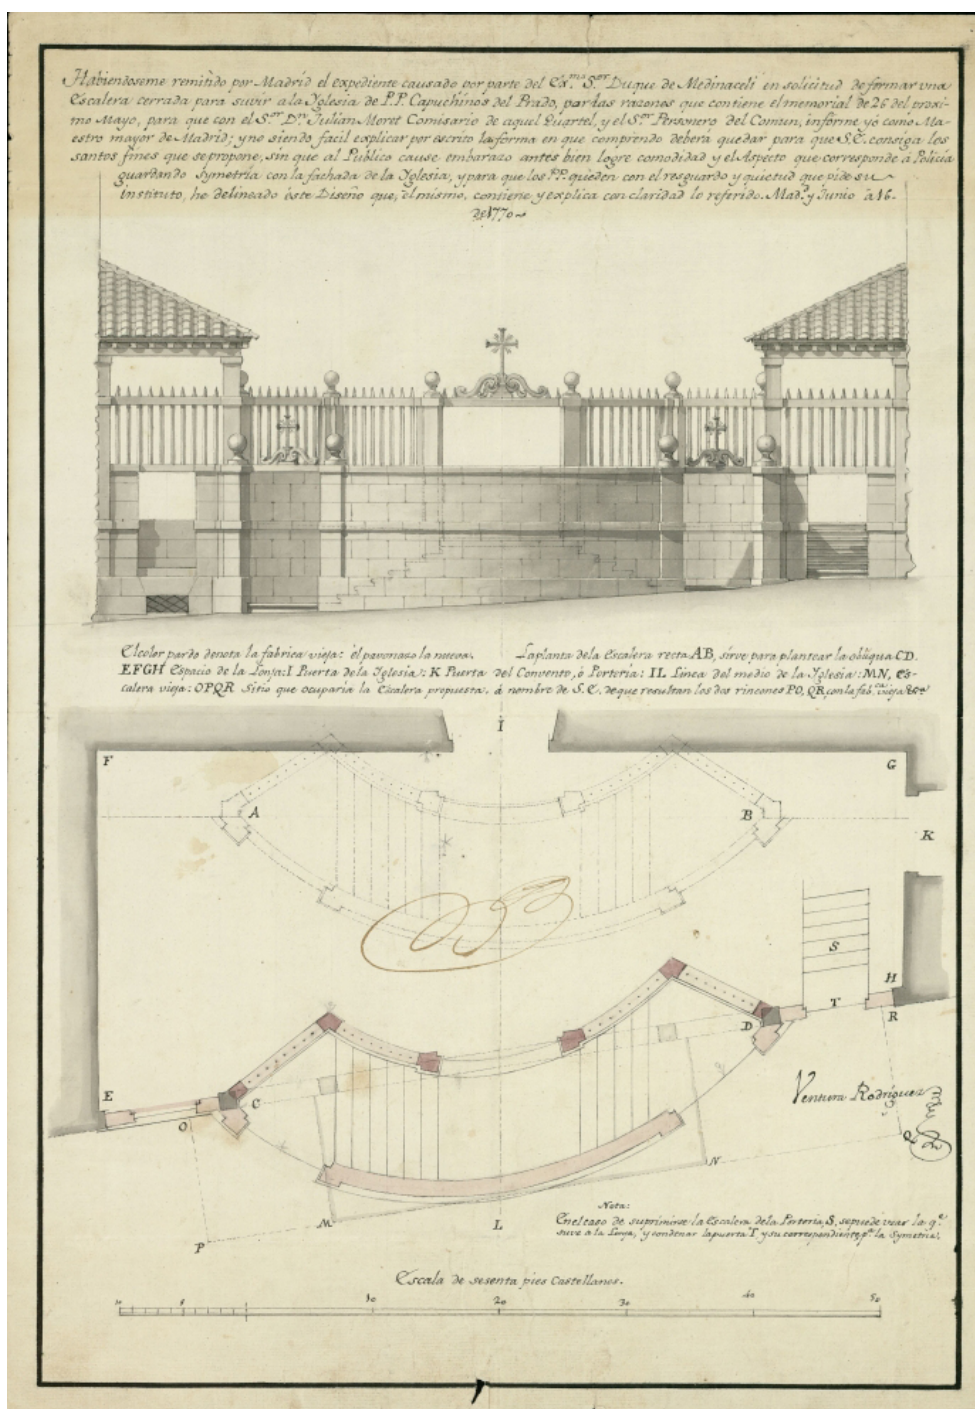 Habiendoseme remitido por Madrid el expediente causado por parte del Ex.mo S.or Duque de Medinaceli en solicitud de formar una
Escalera cerrada para suvir a la Yglesia de P.P. Capuchinos del Prado, por las razones que contiene el memorial de 26 del proxi-
mo Mayo, para que con el S.or D.n Julian Moret Comisario de aquel Quartel, y el S.or Personero del Comun, informe yó como Ma-
estro mayor de Madrid; y no siendo facil explicar por escrito la forma en que comprendo deberá quedar para que S.E. consiga los
santos fines que se propone, sin que al Publico cause embarazo antes bien logre comodidad y el Aspecto que corresponde á Policia
guardando Symetria con la fachada de la Yglesia, y para que los PP. queden con el resguardo y quietud que pide su
instituto, he delineado éste Diseño que, él mismo, contiene y explica con claridad lo referido. Mad.d y Junio á 16-
de 1770~
El color pardo denota la fabrica vieja: él pavonazo la nueva. La planta de la Escalera recta AB, sirve para plantear la obliqua CD.
EFGH Espacio de la Lonja: I Puerta de la Yglesia: K Puerta del Convento, ò Porteria: IL Linea del medio de la Yglesia: MN, Es-
calera vieja: OPQR Sitio que ocuparia la Escalera propuesta, á nombre de S.E. de que resultan los dos rincones PO, QR, con la fab.ca vieja
I
F G
A B
K
S
H
D T R
E
C
O
Ventura Rodriguez
Q
N
M
L
P
Nota:
En el caso de suprimirse la Escalera de la Porteria, S, se puede usar la q.e
suve a la Lonja, y condenar la puerta T. y su correspondiente p.r la Symetria.
Escala de sesenta pies Castellanos.
10 5 10 20 30 40 50